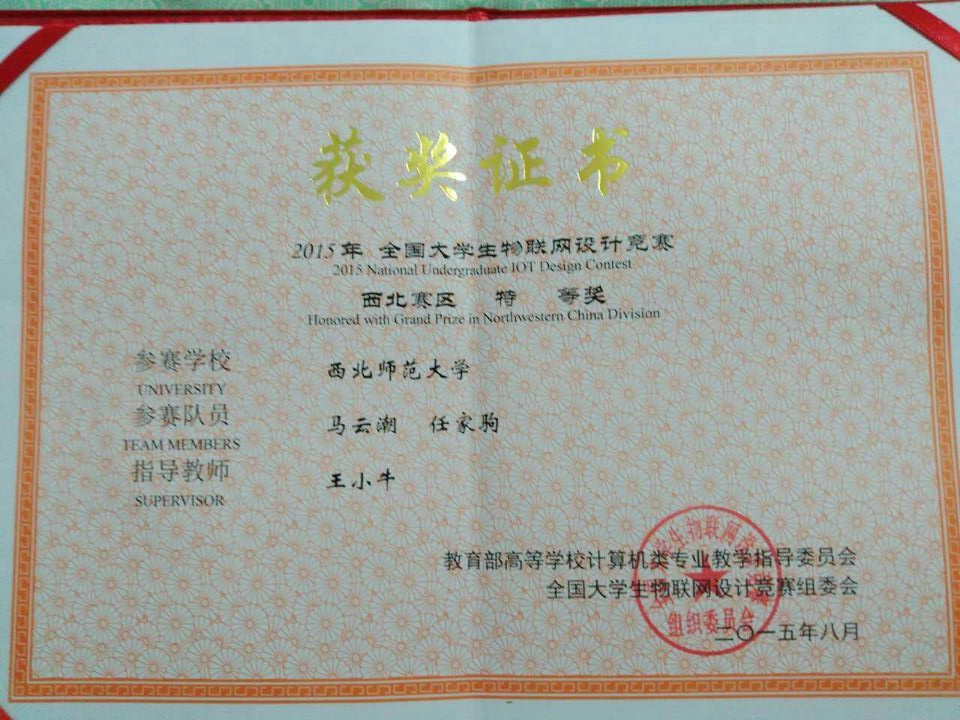 获奖证书
2015年 全国大学生物联网设计竞赛
2015 National Undergraduate IOT Design Contest
西北赛区 特 等奖
Honored with Grand Prize in Northwestern China Division
参赛学校 西北师范大学
UNIVERSITY
参赛队员 马云潮 任家驹
TEAM MEMBERS
指导教师 王小牛
SUPERVISOR
教育部高等学校计算机类专业教学指导委员会
全国大学生物联网设计竞赛组委会
二〇一五年八月
组织委员会